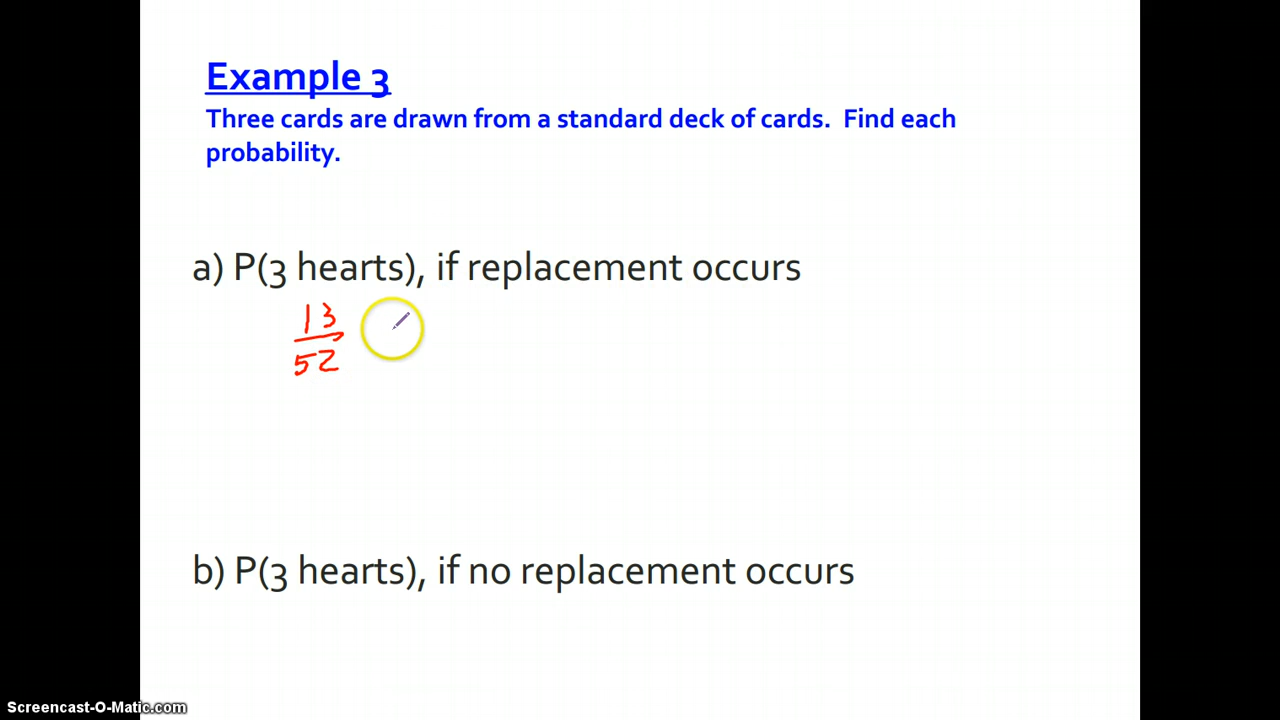 Example 3
Three cards are drawn from a standard deck of cards. Find each
probability.
a) P(3 hearts), if replacement occurs
13
52
b) P(3 hearts), if no replacement occurs
Screencast-O-Matic.com